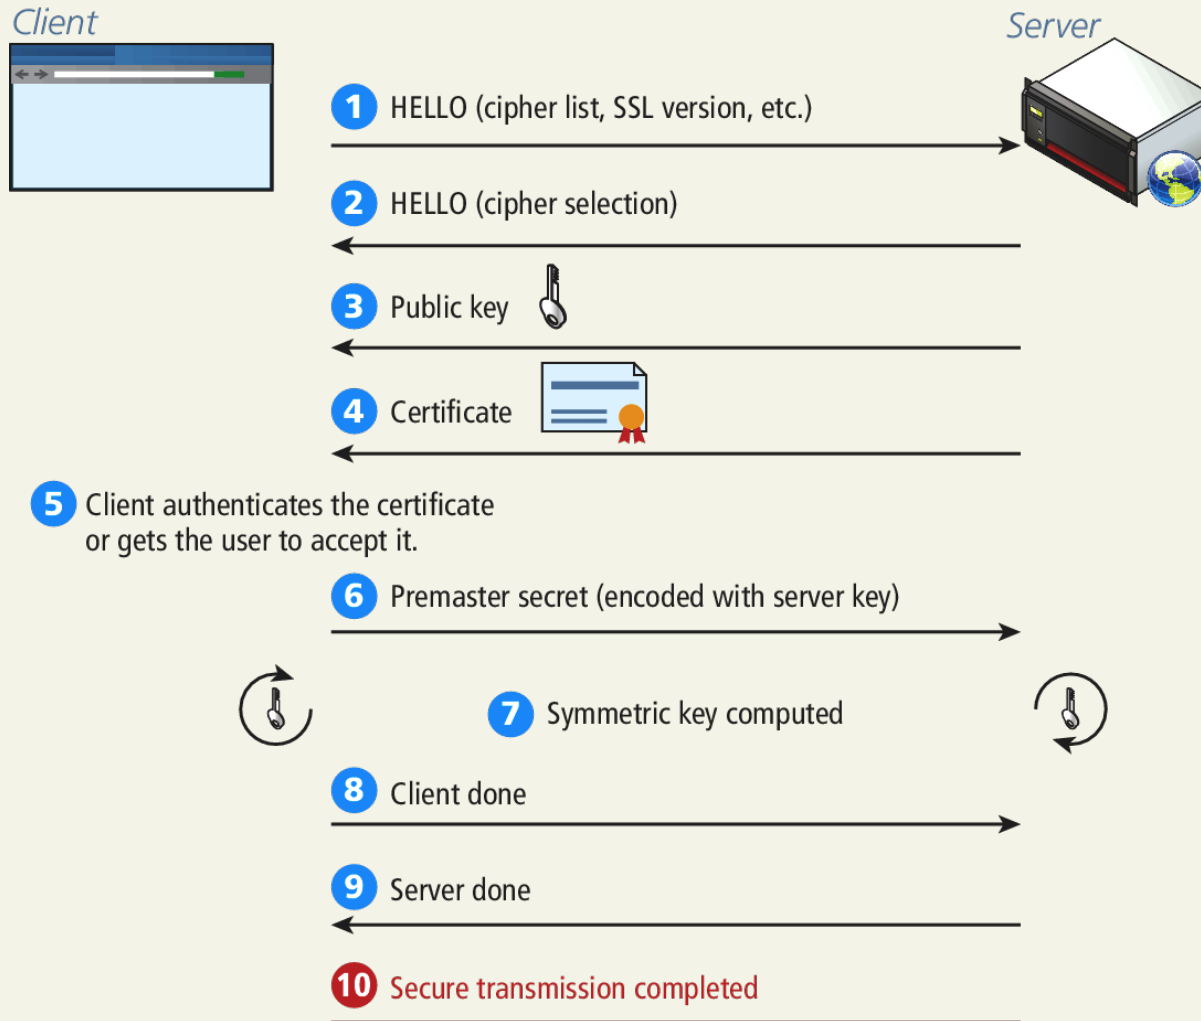 Client
Server
1 HELLO (cipher list, SSL version, etc.)
2 HELLO (cipher selection)
3 Public key
4 Certificate
5 Client authenticates the certificate
or gets the user to accept it.
6 Premaster secret (encoded with server key)
7 Symmetric key computed
8 Client done
9 Server done
10 Secure transmission completed